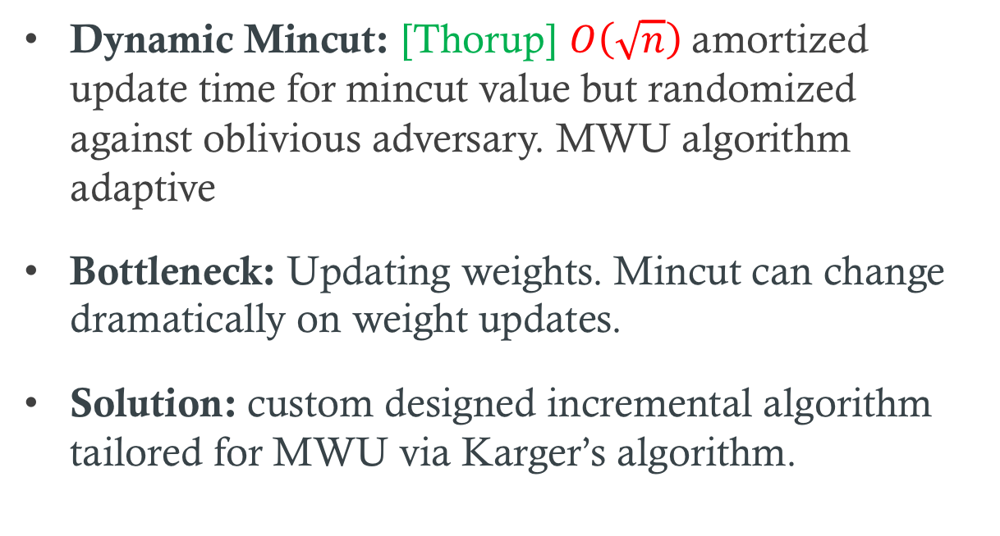 • Dynamic Mincut: [Thorup] O(√n) amortized
update time for mincut value but randomized
against oblivious adversary. MWU algorithm
adaptive
• Bottleneck: Updating weights. Mincut can change
dramatically on weight updates.
• Solution: custom designed incremental algorithm
tailored for MWU via Karger’s algorithm.